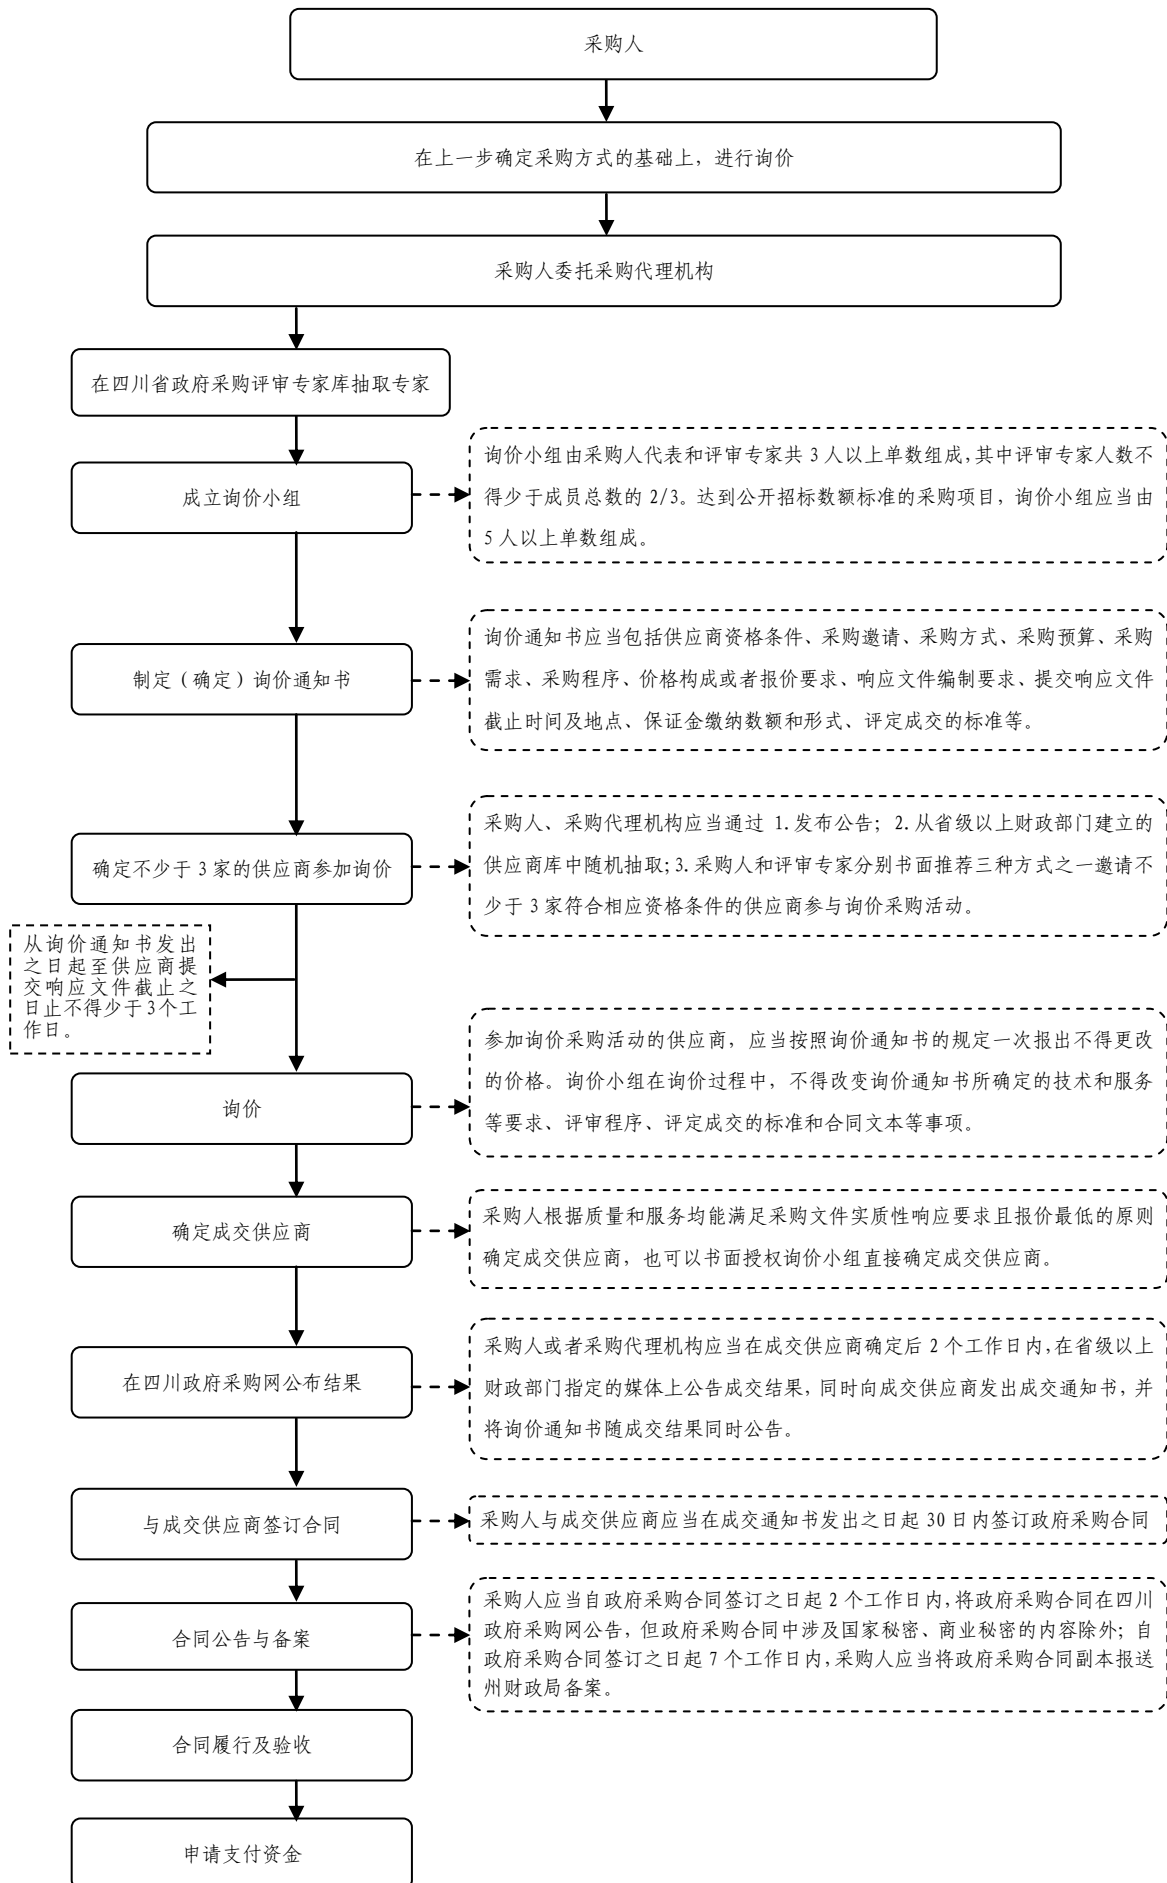 采购人
在上一步确定采购方式的基础上，进行询价
采购人委托采购代理机构
在四川省政府采购评审专家库抽取专家
成立询价小组
询价小组由采购人代表和评审专家共 3 人以上单数组成,其中评审专家人数不
得少于成员总数的 2/3。达到公开招标数额标准的采购项目，询价小组应当由
5 人以上单数组成。
制定（确定）询价通知书
询价通知书应当包括供应商资格条件、采购邀请、采购方式、采购预算、采购
需求、采购程序、价格构成或者报价要求、响应文件编制要求、提交响应文件
截止时间及地点、保证金缴纳数额和形式、评定成交的标准等。
确定不少于 3 家的供应商参加询价
采购人、采购代理机构应当通过 1.发布公告；2.从省级以上财政部门建立的
供应商库中随机抽取;3.采购人和评审专家分别书面推荐三种方式之一邀请不
少于 3 家符合相应资格条件的供应商参与询价采购活动。
从询价通知书发出
之日起至供应商提
交响应文件截止之
日止不得少于3个工
作日。
询价
参加询价采购活动的供应商，应当按照询价通知书的规定一次报出不得更改
的价格。询价小组在询价过程中，不得改变询价通知书所确定的技术和服务
等要求、评审程序、评定成交的标准和合同文本等事项。
确定成交供应商
采购人根据质量和服务均能满足采购文件实质性响应要求且报价最低的原则
确定成交供应商，也可以书面授权询价小组直接确定成交供应商。
在四川政府采购网公布结果
采购人或者采购代理机构应当在成交供应商确定后 2 个工作日内,在省级以上
财政部门指定的媒体上公告成交结果，同时向成交供应商发出成交通知书，并
将询价通知书随成交结果同时公告。
与成交供应商签订合同
采购人与成交供应商应当在成交通知书发出之日起 30 日内签订政府采购合同
合同公告与备案
采购人应当自政府采购合同签订之日起 2 个工作日内,将政府采购合同在四川
政府采购网公告，但政府采购合同中涉及国家秘密、商业秘密的内容除外；自
政府采购合同签订之日起 7 个工作日内,采购人应当将政府采购合同副本报送
州财政局备案。
合同履行及验收
申请支付资金